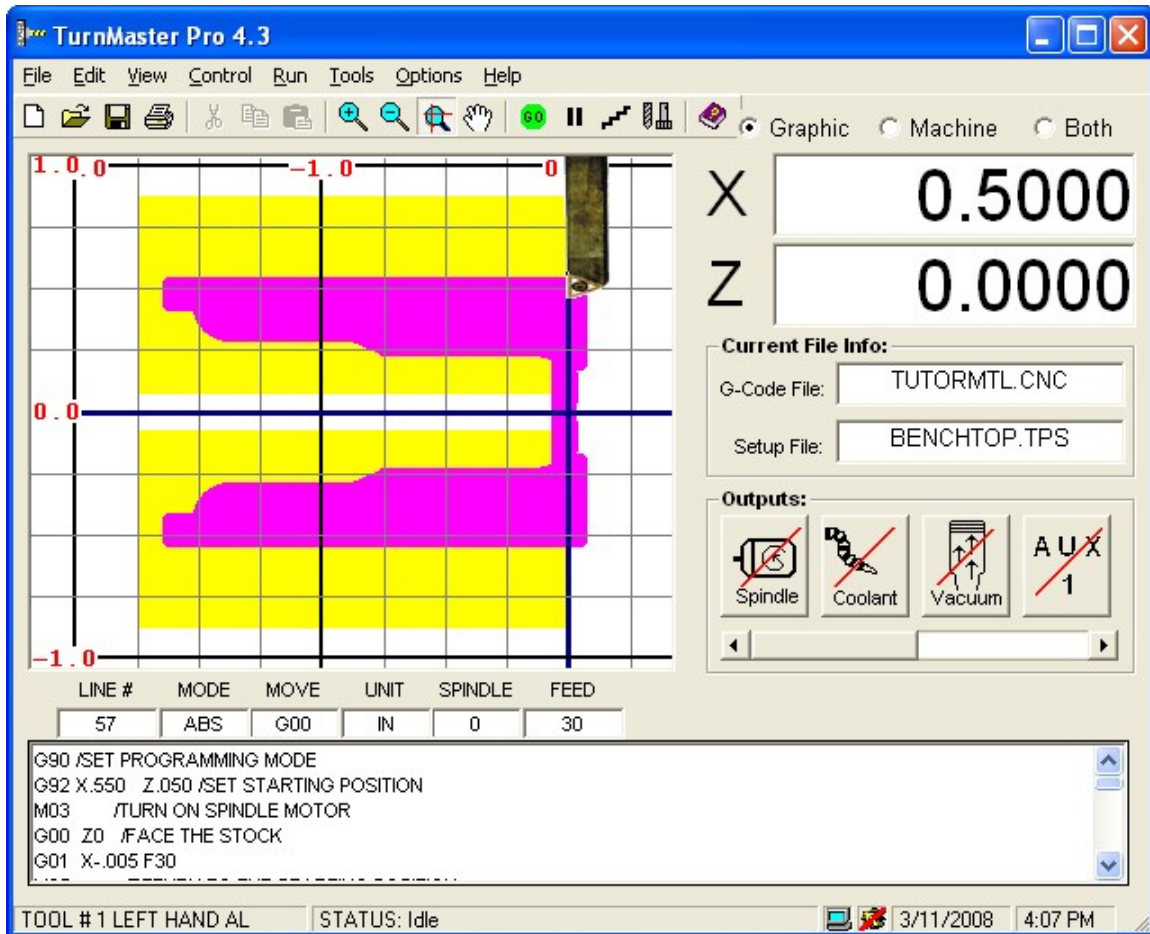 TurnMaster Pro 4.3
File Edit View Control Run Tools Options Help
GO
Graphic Machine Both
1.0 .0 -1.0 0
0.0
-1.0
X 0.5000
Z 0.0000
Current File Info:
G-Code File: TUTORMTL.CNC
Setup File: BENCHTOP.TPS
Outputs:
Spindle Coolant Vacuum AUX 1
LINE # MODE MOVE UNIT SPINDLE FEED
57 ABS G00 IN 0 30
G90 /SET PROGRAMMING MODE
G92 X.550 Z.050 /SET STARTING POSITION
M03 /TURN ON SPINDLE MOTOR
G00 Z0 /FACE THE STOCK
G01 X-.005 F30
TOOL # 1 LEFT HAND AL STATUS: Idle 3/11/2008 4:07 PM